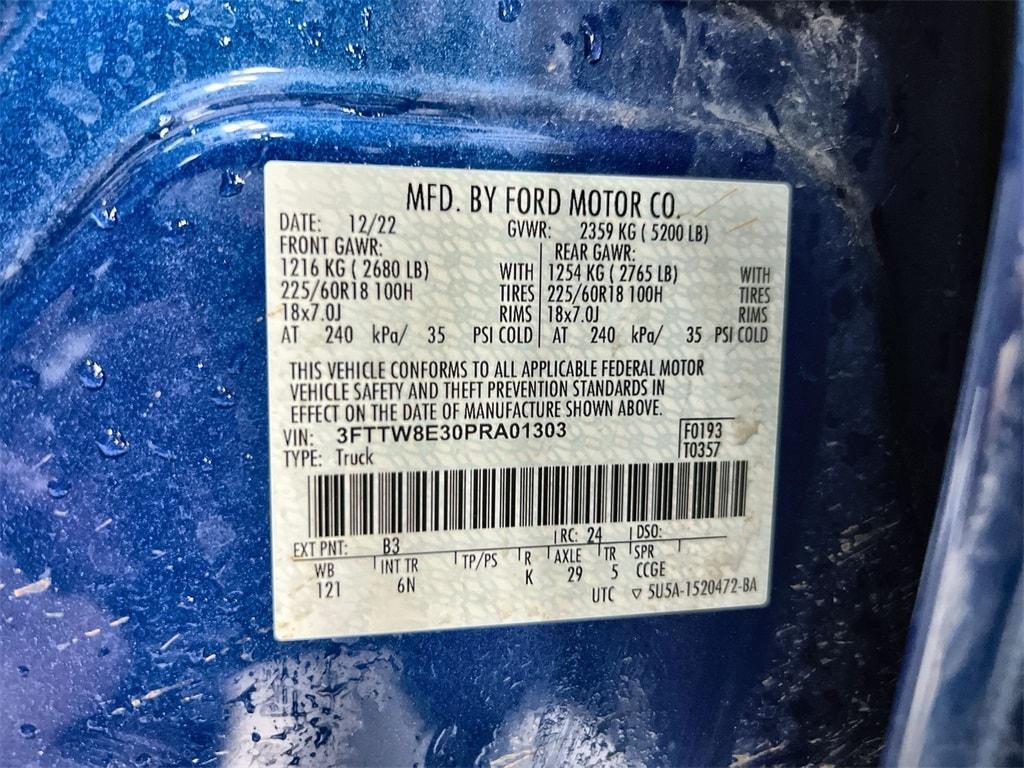 MFD. BY FORD MOTOR CO.
DATE: 12/22 GVWR: 2359 KG ( 5200 LB)
FRONT GAWR: REAR GAWR:
1216 KG ( 2680 LB) WITH 1254 KG ( 2765 LB) WITH
225/60R18 100H TIRES 225/60R18 100H TIRES
18x7.0J RIMS 18x7.0J RIMS
AT 240 kPa/ 35 PSI COLD AT 240 kPa/ 35 PSI COLD
THIS VEHICLE CONFORMS TO ALL APPLICABLE FEDERAL MOTOR
VEHICLE SAFETY AND THEFT PREVENTION STANDARDS IN
EFFECT ON THE DATE OF MANUFACTURE SHOWN ABOVE.
VIN: 3FTTW8E30PRA01303 F0193
TYPE: Truck T0357
EXT PNT: B3 RC: 24 DSO:
WB INT TR TP/PS R AXLE TR SPR
121 6N K 29 5 CCGE
UTC ▽ 5U5A-1520472-BA